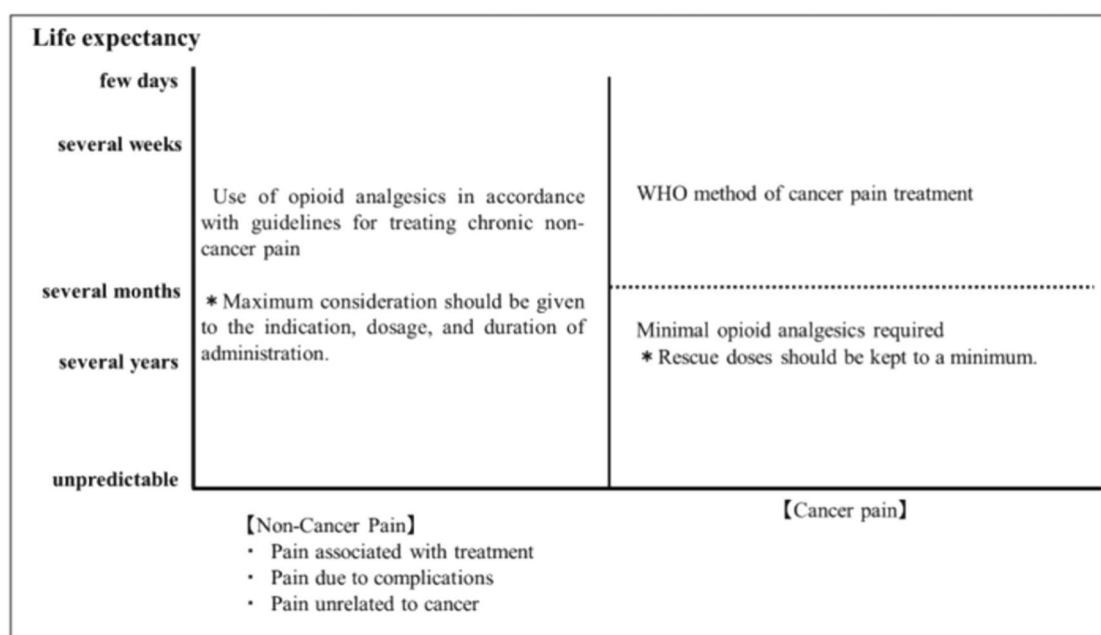 Life expectancy
few days
several weeks
several months
several years
unpredictable
Use of opioid analgesics in accordance
with guidelines for treating chronic non-
cancer pain
* Maximum consideration should be given
to the indication, dosage, and duration of
administration.
WHO method of cancer pain treatment
Minimal opioid analgesics required
* Rescue doses should be kept to a minimum.
【Non-Cancer Pain】
・ Pain associated with treatment
・ Pain due to complications
・ Pain unrelated to cancer
【Cancer pain】